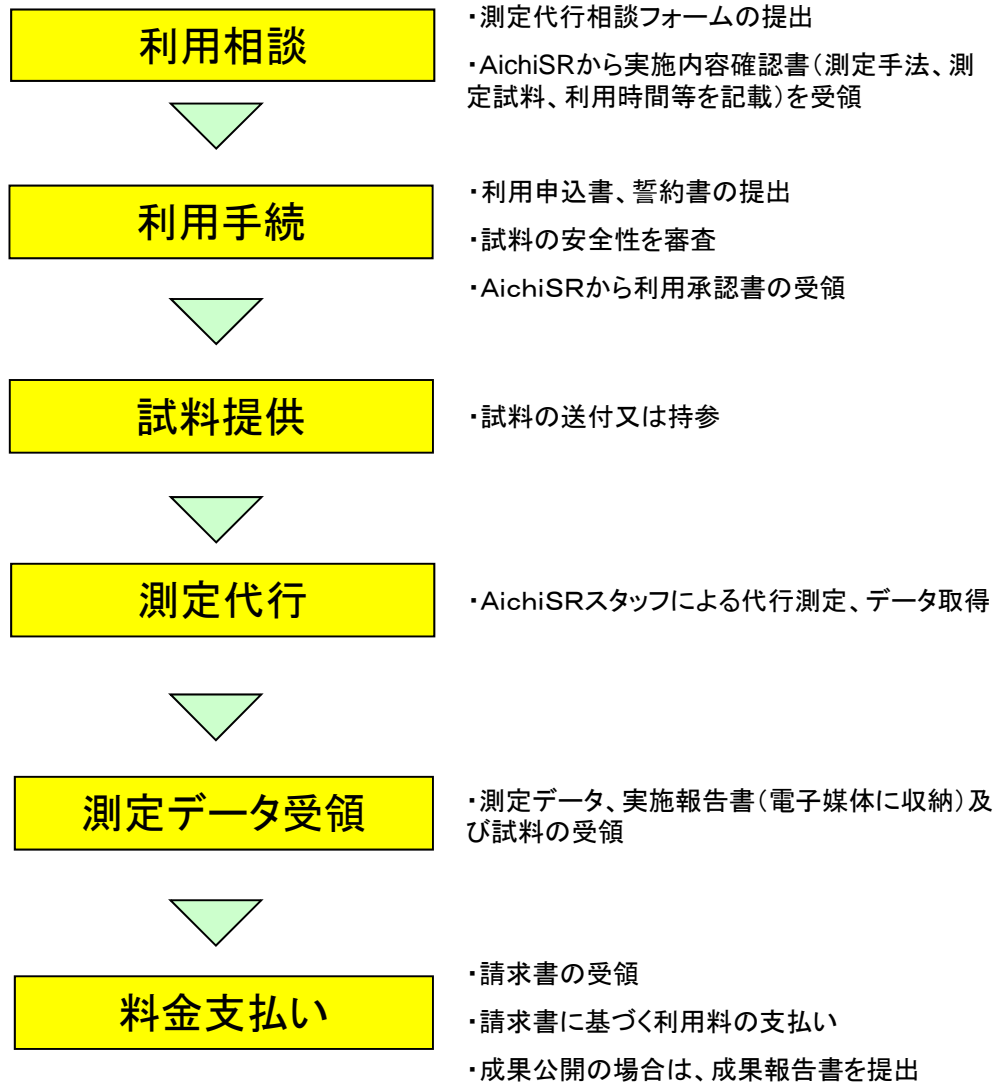 利用相談
・測定代行相談フォームの提出
・AichiSRから実施内容確認書（測定手法、測
定試料、利用時間等を記載）を受領
利用手続
・利用申込書、誓約書の提出
・試料の安全性を審査
・AichiSRから利用承認書の受領
試料提供
・試料の送付又は持参
測定代行
・AichiSRスタッフによる代行測定、データ取得
測定データ受領
・測定データ、実施報告書（電子媒体に収納）及
び試料の受領
料金支払い
・請求書の受領
・請求書に基づく利用料の支払い
・成果公開の場合は、成果報告書を提出